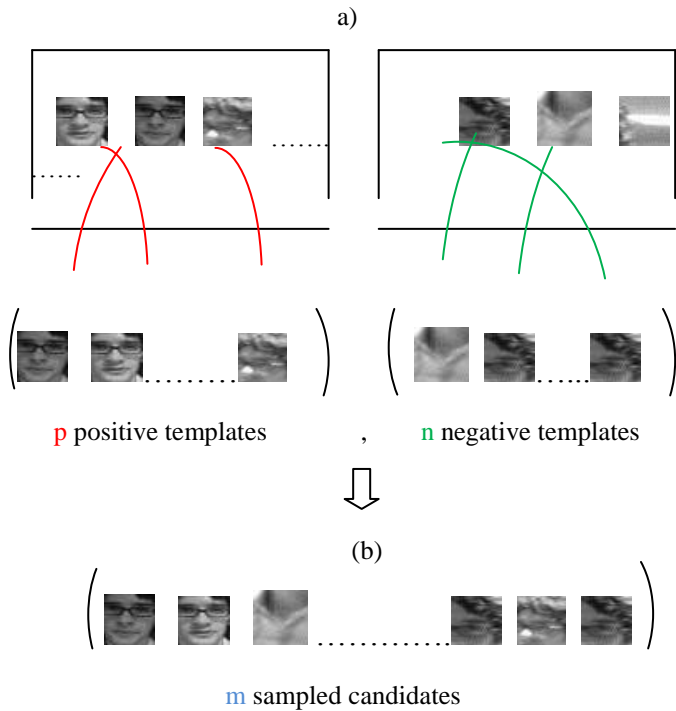 a)
p positive templates , n negative templates
(b)
m sampled candidates